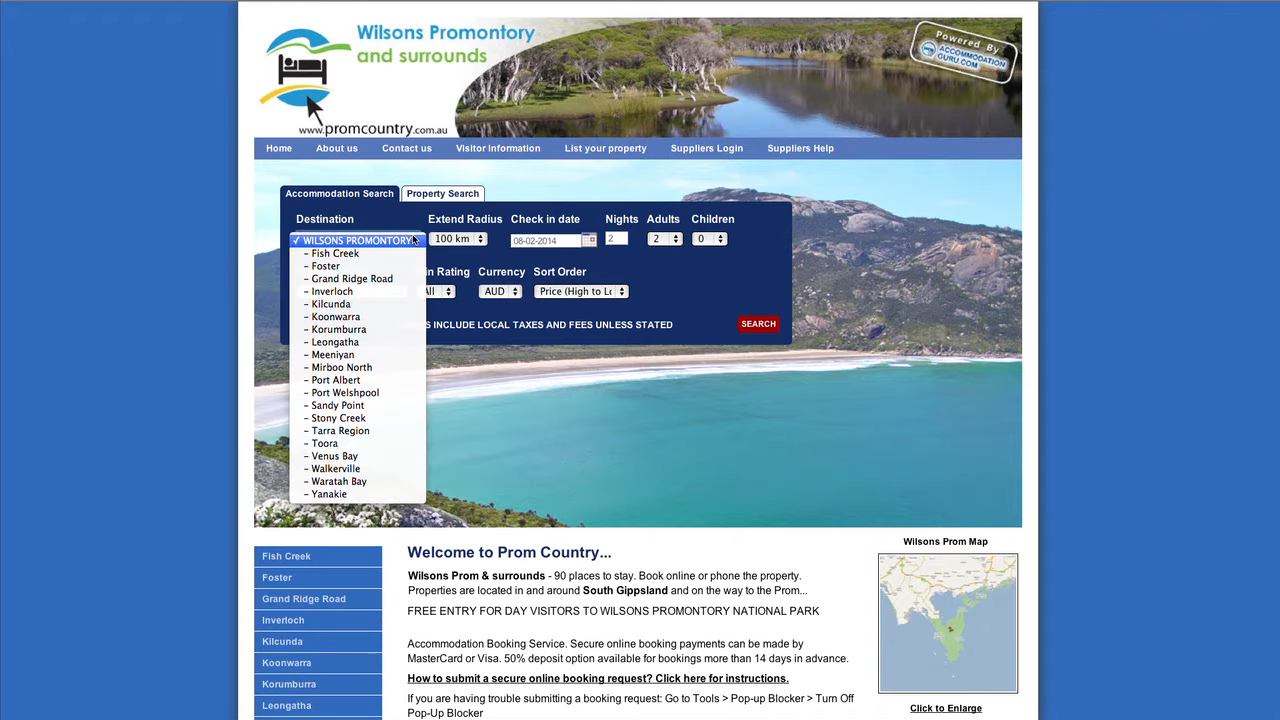 Wilsons Promontory
and surrounds
www.promcountry.com.au
Powered By
ACCOMMODATION
GURU.COM
Home About us Contact us Visitor Information List your property Suppliers Login Suppliers Help
Accommodation Search Property Search
Destination Extend Radius Check in date Nights Adults Children
✓ WILSONS PROMONTORY 100 km 08-02-2014 2 2 0
– Fish Creek
– Foster
– Grand Ridge Road
– Inverloch
– Kilcunda
– Koonwarra
– Korumburra
– Leongatha
– Meeniyan
– Mirboo North
– Port Albert
– Port Welshpool
– Sandy Point
– Stony Creek
– Tarra Region
– Toora
– Venus Bay
– Walkerville
– Waratah Bay
– Yanakie
Rating Currency Sort Order
All AUD Price (High to Lo
INCLUDE LOCAL TAXES AND FEES UNLESS STATED
SEARCH
Fish Creek
Foster
Grand Ridge Road
Inverloch
Kilcunda
Koonwarra
Korumburra
Leongatha
Welcome to Prom Country...
Wilsons Prom & surrounds - 90 places to stay. Book online or phone the property.
Properties are located in and around South Gippsland and on the way to the Prom...
FREE ENTRY FOR DAY VISITORS TO WILSONS PROMONTORY NATIONAL PARK
Accommodation Booking Service. Secure online booking payments can be made by
MasterCard or Visa. 50% deposit option available for bookings more than 14 days in advance.
How to submit a secure online booking request? Click here for instructions.
If you are having trouble submitting a booking request: Go to Tools > Pop-up Blocker > Turn Off
Pop-Up Blocker
Wilsons Prom Map
Click to Enlarge